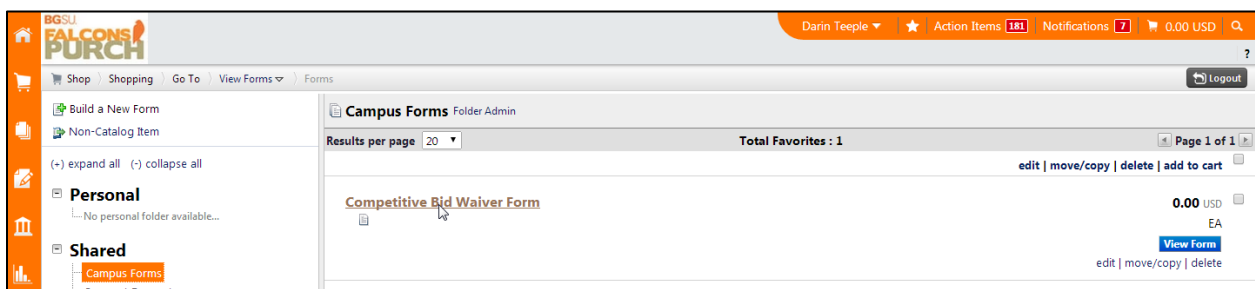 BGSU.
FALCONS
PURCH
Darin Teeple Action Items 181 Notifications 7 0.00 USD
?
Shop Shopping Go To View Forms Forms
Logout
Build a New Form
Non-Catalog Item
(+) expand all (-) collapse all
Personal
No personal folder available...
Shared
Campus Forms
Campus Forms Folder Admin
Results per page 20 Total Favorites : 1 Page 1 of 1
edit | move/copy | delete | add to cart
Competitive Bid Waiver Form 0.00 USD
EA
View Form
edit | move/copy | delete